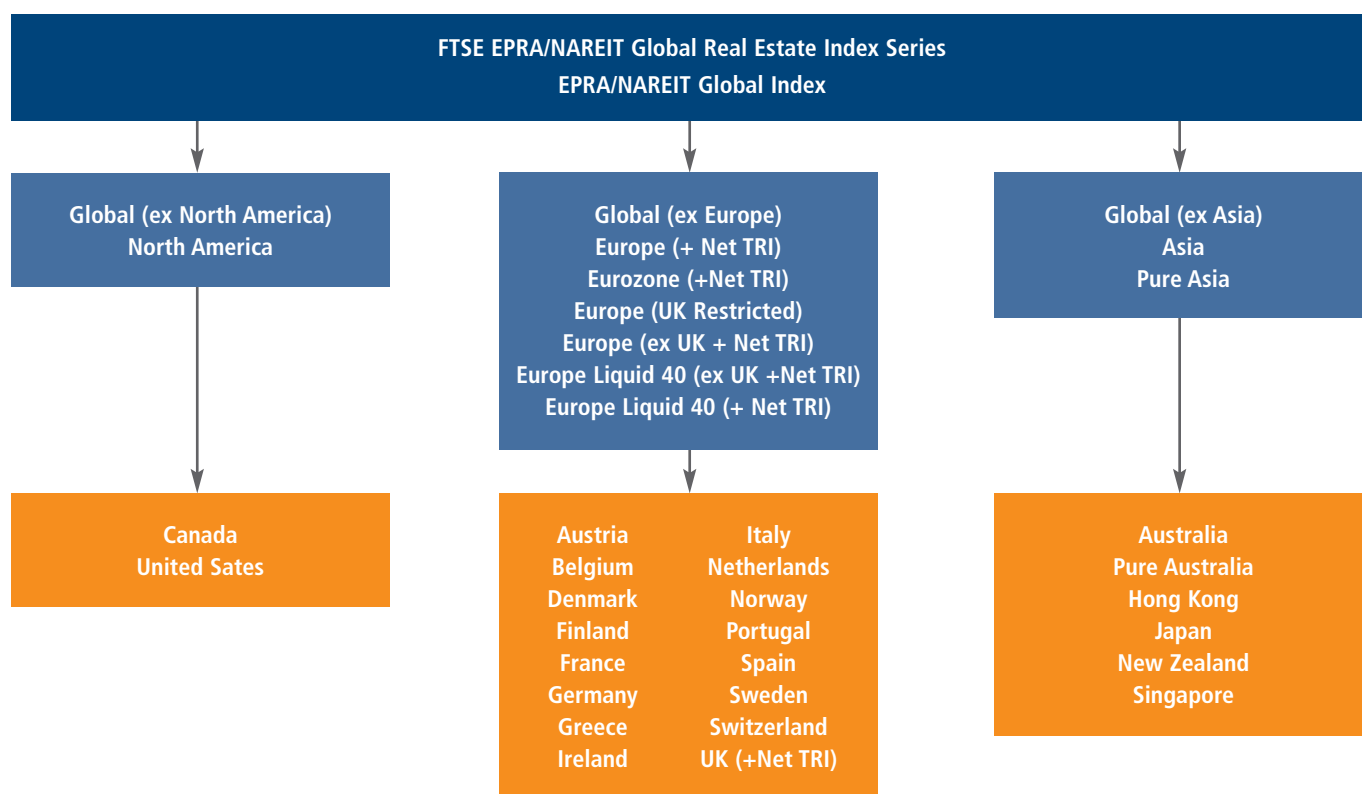 FTSE EPRA/NAREIT Global Real Estate Index Series
EPRA/NAREIT Global Index
Global (ex North America)
North America
Global (ex Europe)
Europe (+ Net TRI)
Eurozone (+Net TRI)
Europe (UK Restricted)
Europe (ex UK + Net TRI)
Europe Liquid 40 (ex UK +Net TRI)
Europe Liquid 40 (+ Net TRI)
Global (ex Asia)
Asia
Pure Asia
Canada
United Sates
Austria
Belgium
Denmark
Finland
France
Germany
Greece
Ireland
Italy
Netherlands
Norway
Portugal
Spain
Sweden
Switzerland
UK (+Net TRI)
Australia
Pure Australia
Hong Kong
Japan
New Zealand
Singapore